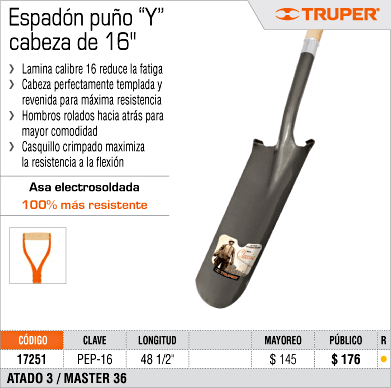 Espadón puño "Y"
cabeza de 16"
TRUPER®
❯ Lamina calibre 16 reduce la fatiga
❯ Cabeza perfectamente templada y
revenida para máxima resistencia
❯ Hombros rolados hacia atrás para
mayor comodidad
❯ Casquillo crimpado maximiza
la resistencia a la flexión
Asa electrosoldada
100% más resistente
CÓDIGO CLAVE LONGITUD MAYOREO PÚBLICO R
17251 PEP-16 48 1/2" $ 145 $ 176
ATADO 3 / MASTER 36